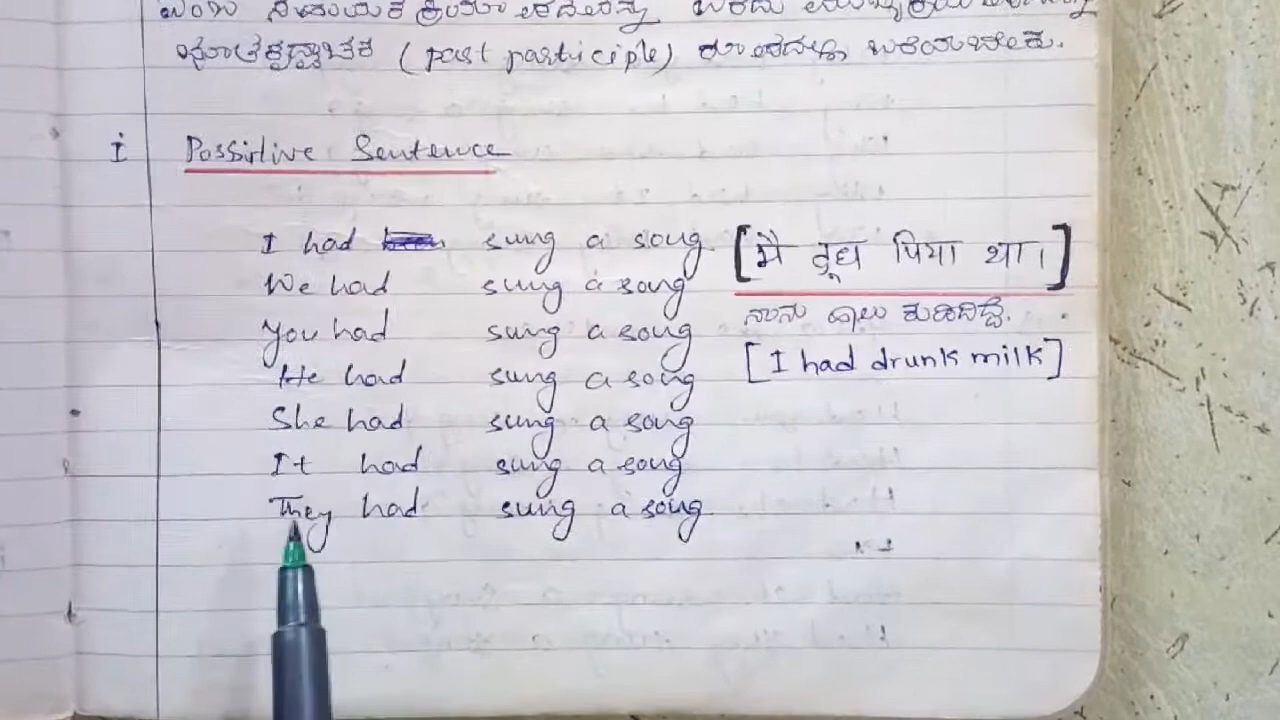 (past participle)
i Possitive Sentence
I had sung a song. [मै दूध पिया था।]
We had sung a song
ನಾನು ಹಾಲು ಕುಡಿದಿದ್ದೆ.
You had sung a song
[I had drunk milk]
He had sung a song
She had sung a song
It had sung a song
They had sung a song